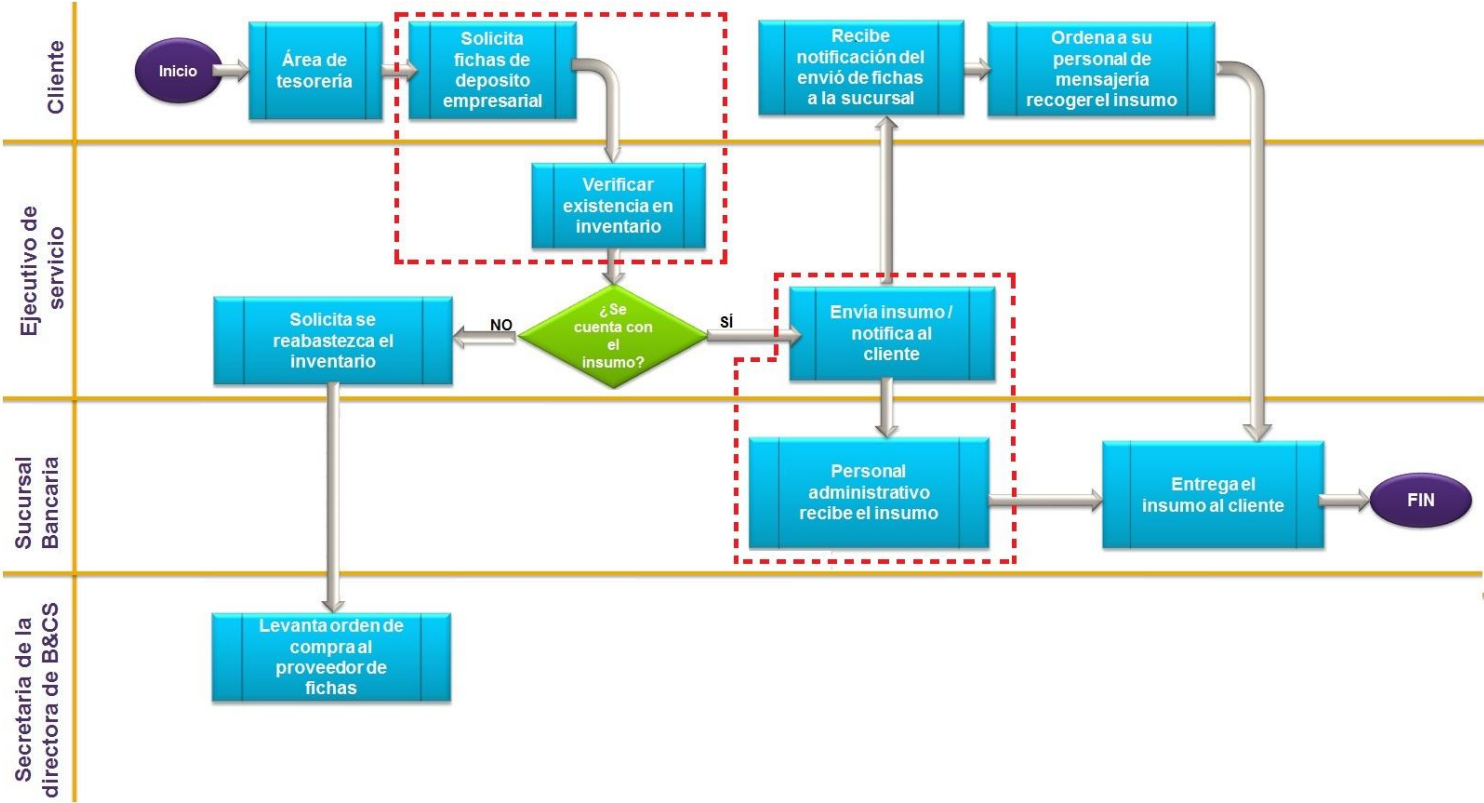 Cliente
Inicio
Área de
tesorería
Solicita
fichas de
deposito
empresarial
Recibe
notificación del
envió de fichas
a la sucursal
Ordena a su
personal de
mensajería
recoger el insumo
Ejecutivo de
servicio
Verificar
existencia en
inventario
Solicita se
reabastezca el
inventario
NO
¿Se
cuenta con
el
insumo?
SÍ
Envía insumo /
notifica al
cliente
Sucursal
Bancaria
Personal
administrativo
recibe el insumo
Entrega el
insumo al cliente
FIN
Secretaria de la
directora de B&CS
Levanta orden de
compra al
proveedor de
fichas